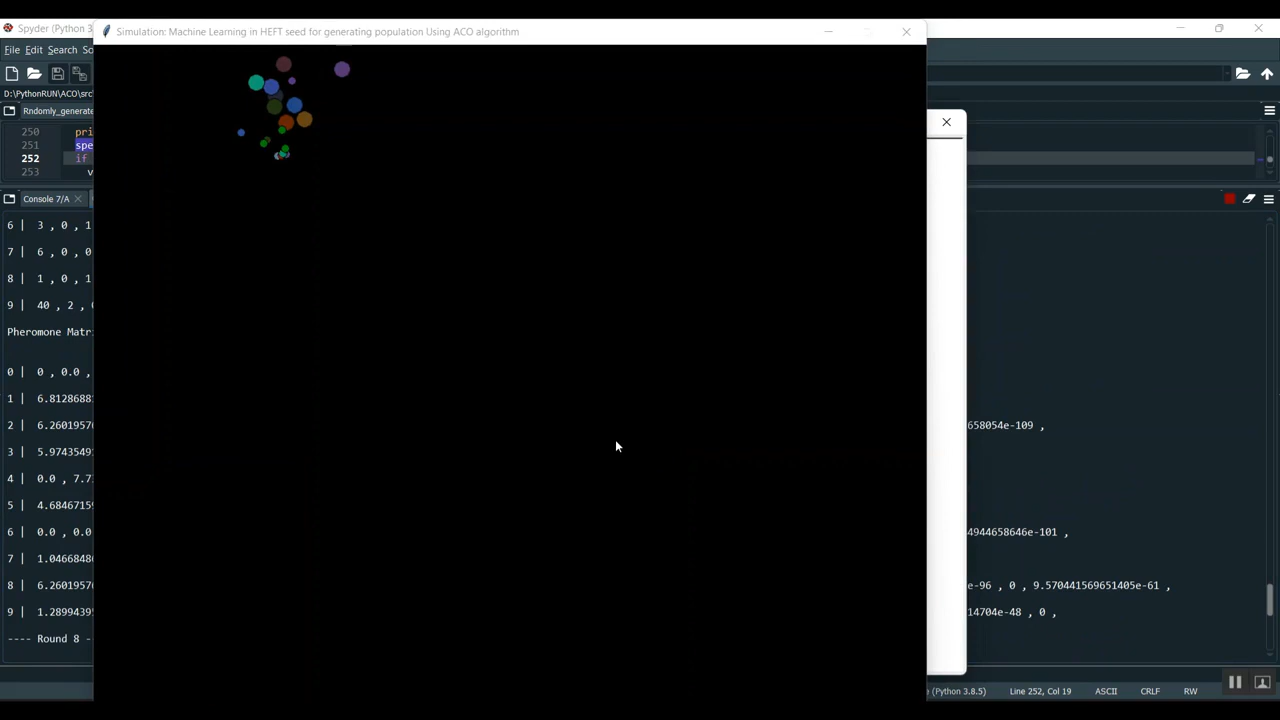 Spyder (Python 3
Simulation: Machine Learning in HEFT seed for generating population Using ACO algorithm
File Edit Search So
D:\PythonRUN\ACO\src
Rndomly_generate
250 pri
251 spe
252 if
253 v
Console 7/A
6 | 3 , 0 , 1
7 | 6 , 0 , 0
8 | 1 , 0 , 1
9 | 40 , 2 ,
Pheromone Matri
0 | 0 , 0.0 ,
1 | 6.8128688
2 | 6.2601957 658054e-109 ,
3 | 5.9743549
4 | 0.0 , 7.7
5 | 4.6846715
6 | 0.0 , 0.0 4944658646e-101 ,
7 | 1.0466848
8 | 6.2601957 e-96 , 0 , 9.570441569651405e-61 ,
9 | 1.2899439 14704e-48 , 0 ,
---- Round 8 --
(Python 3.8.5) Line 252, Col 19 ASCII CRLF RW